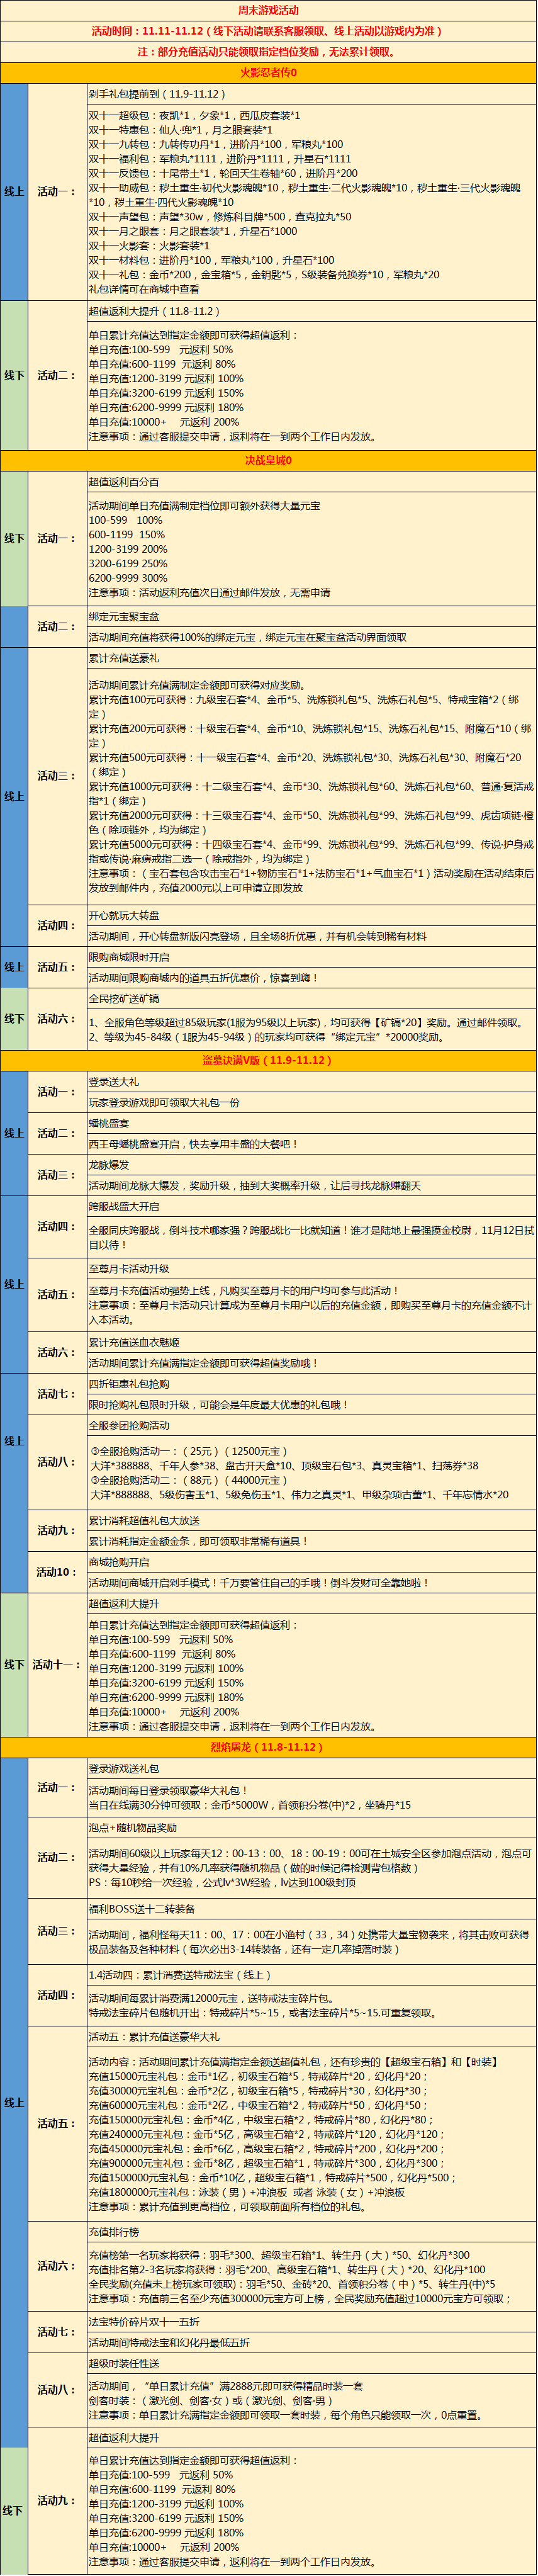 周末游戏活动
活动时间：11.11-11.12（线下活动请联系客服领取、线上活动以游戏内为准）
注：部分充值活动只能领取指定档位奖励，无法累计领取。
火影忍者传0
线上
活动一：
剁手礼包提前到（11.9-11.12）
双十一超级包：夜凯*1，夕象*1，西瓜皮套装*1
双十一特惠包：仙人·兜*1，月之眼套装*1
双十一九转包：九转传功丹*1，进阶丹*100，军粮丸*100
双十一福利包：军粮丸*1111，进阶丹*1111，升星石*1111
双十一反馈包：十尾带土*1，轮回天生卷轴*60，进阶丹*200
双十一助威包：秽土重生·初代火影魂魄*10，秽土重生·二代火影魂魄*10，秽土重生·三代火影魂魄
*10，秽土重生·四代火影魂魄*10
双十一声望包：声望*30w，修炼科目牌*500，查克拉丸*50
双十一月之眼套：月之眼套装*1，升星石*1000
双十一火影套：火影套装*1
双十一材料包：进阶丹*100，军粮丸*100，升星石*100
双十一礼包：金币*200，金宝箱*5，金钥匙*5，S级装备兑换券*10，军粮丸*20
礼包详情可在商城中查看
线下
活动二：
超值返利大提升（11.8-11.2）
单日累计充值达到指定金额即可获得超值返利：
单日充值:100-599 元返利 50%
单日充值:600-1199 元返利 80%
单日充值:1200-3199 元返利 100%
单日充值:3200-6199 元返利 150%
单日充值:6200-9999 元返利 180%
单日充值:10000+ 元返利 200%
注意事项：通过客服提交申请，返利将在一到两个工作日内发放。
决战皇城0
线下
活动一：
超值返利百分百
活动期间单日充值满制定档位即可额外获得大量元宝
100-599 100%
600-1199 150%
1200-3199 200%
3200-6199 250%
6200-9999 300%
注意事项：活动返利充值次日通过邮件发放，无需申请
活动二：
绑定元宝聚宝盆
活动期间充值将获得100%的绑定元宝，绑定元宝在聚宝盆活动界面领取
线上
活动三：
累计充值送豪礼
活动期间累计充值满制定金额即可获得对应奖励。
累计充值100元可获得：九级宝石套*4、金币*5、洗炼锁礼包*5、洗炼石礼包*5、特戒宝箱*2（绑
定）
累计充值200元可获得：十级宝石套*4、金币*10、洗炼锁礼包*15、洗炼石礼包*15、附魔石*10（绑
定）
累计充值500元可获得：十一级宝石套*4、金币*20、洗炼锁礼包*30、洗炼石礼包*30、附魔石*20
（绑定）
累计充值1000元可获得：十二级宝石套*4、金币*30、洗炼锁礼包*60、洗炼石礼包*60、普通·复活戒
指*1（绑定）
累计充值2000元可获得：十三级宝石套*4、金币*50、洗炼锁礼包*99、洗炼石礼包*99、虎齿项链·橙
色（除项链外，均为绑定）
累计充值5000元可获得：十四级宝石套*4、金币*99、洗炼锁礼包*99、洗炼石礼包*99、传说·护身戒
指或传说·麻痹戒指二选一（除戒指外，均为绑定）
注意事项：（宝石套包含攻击宝石*1+物防宝石*1+法防宝石*1+气血宝石*1）活动奖励在活动结束后
发放到邮件内，充值2000元以上可申请立即发放
活动四：
开心就玩大转盘
活动期间，开心转盘新版闪亮登场，且全场8折优惠，并有机会转到稀有材料
线上
活动五：
限购商城限时开启
活动期间限购商城内的道具五折优惠价，惊喜到嗨！
线下
活动六：
全民挖矿送矿镐
1、全服角色等级超过85级玩家(1服为95级以上玩家)，均可获得【矿镐*20】奖励。通过邮件领取。
2、等级为45-84级（1服为45-94级）的玩家均可获得“绑定元宝”*20000奖励。
盗墓诀满V版（11.9-11.12）
线上
活动一：
登录送大礼
玩家登录游戏即可领取大礼包一份
活动二：
蟠桃盛宴
西王母蟠桃盛宴开启，快去享用丰盛的大餐吧！
活动三：
龙脉爆发
活动期间龙脉大爆发，奖励升级，抽到大奖概率升级，让后寻找龙脉赚翻天
线上
活动四：
跨服战盛大开启
全服同庆跨服战，倒斗技术哪家强？跨服战比一比就知道！谁才是陆地上最强摸金校尉，11月12日拭
目以待！
活动五：
至尊月卡活动升级
至尊月卡充值活动强势上线，凡购买至尊月卡的用户均可参与此活动！
注意事项：至尊月卡活动只计算成为至尊月卡用户以后的充值金额，即购买至尊月卡的充值金额不计
入本活动。
活动六：
累计充值送血衣魅姬
活动期间累计充值满指定金额即可获得超值奖励哦！
线上
活动七：
四折钜惠礼包抢购
限时抢购礼包限时升级，可能会是年度最大优惠的礼包哦！
活动八：
全服参团抢购活动
③全服抢购活动一：（25元）（12500元宝）
大洋*388888、千年人参*38、盘古开天盒*10、顶级宝石包*3、真灵宝箱*1、扫荡券*38
③全服抢购活动二：（88元）（44000元宝）
大洋*888888、5级伤害玉*1、5级免伤玉*1、伟力之真灵*1、甲级杂项古董*1、千年忘情水*20
活动九：
累计消耗超值礼包大放送
累计消耗指定金额金条，即可领取非常稀有道具！
活动10：
商城抢购开启
活动期间商城开启剁手模式！千万要管住自己的手哦！倒斗发财可全靠她啦！
线下
活动十一：
超值返利大提升
单日累计充值达到指定金额即可获得超值返利：
单日充值:100-599 元返利 50%
单日充值:600-1199 元返利 80%
单日充值:1200-3199 元返利 100%
单日充值:3200-6199 元返利 150%
单日充值:6200-9999 元返利 180%
单日充值:10000+ 元返利 200%
注意事项：通过客服提交申请，返利将在一到两个工作日内发放。
烈焰屠龙（11.8-11.12）
线上
活动一：
登录游戏送礼包
活动期间每日登录领取豪华大礼包！
当日在线满30分钟可领取：金币*5000W，首领积分卷(中)*2，坐骑丹*15
活动二：
泡点+随机物品奖励
活动期间60级以上玩家每天12：00-13：00、18：00-19：00可在土城安全区参加泡点活动，泡点可
获得大量经验，并有10%几率获得随机物品（做的时候记得检测背包格数）
PS：每10秒给一次经验，公式lv*3W经验，lv达到100级封顶
活动三：
福利BOSS送十二转装备
活动期间，福利怪每天11：00、17：00在小渔村（33，34）处携带大量宝物袭来，将其击败可获得
极品装备及各种材料（每次必出3-14转装备，还有一定几率掉落时装）
活动四：
1.4活动四：累计消费送特戒法宝（线上）
活动期间每累计消费满12000元宝，送特戒法宝碎片包。
特戒法宝碎片包随机开出：特戒碎片*5~15，或者法宝碎片*5~15.可重复领取。
活动五：
活动五：累计充值送豪华大礼
活动内容：活动期间累计充值满指定金额送超值礼包，还有珍贵的【超级宝石箱】和【时装】
充值15000元宝礼包：金币*1亿，初级宝石箱*5，特戒碎片*20，幻化丹*20；
充值30000元宝礼包：金币*2亿，初级宝石箱*5，特戒碎片*30，幻化丹*30；
充值60000元宝礼包：金币*2亿，中级宝石箱*2，特戒碎片*50，幻化丹*50；
充值150000元宝礼包：金币*4亿，中级宝石箱*2，特戒碎片*80，幻化丹*80；
充值240000元宝礼包：金币*5亿，高级宝石箱*2，特戒碎片*120，幻化丹*120；
充值450000元宝礼包：金币*6亿，高级宝石箱*2，特戒碎片*200，幻化丹*200；
充值900000元宝礼包：金币*8亿，超级宝石箱*1，特戒碎片*300，幻化丹*300；
充值1500000元宝礼包：金币*10亿，超级宝石箱*1，特戒碎片*500，幻化丹*500；
充值1800000元宝礼包：泳装（男）+冲浪板 或者 泳装（女）+冲浪板
注意事项：累计充值到更高档位，可领取前面所有档位的礼包。
活动六：
充值排行榜
充值榜第一名玩家将获得：羽毛*300、超级宝石箱*1、转生丹（大）*50、幻化丹*300
充值排名第2-3名玩家将获得：羽毛*200、高级宝石箱*1、转生丹（大）*20、幻化丹*100
全民奖励(充值未上榜玩家可领取)：羽毛*50、金砖*20、首领积分卷（中）*5、转生丹(中)*5
注意事项：充值前三名至少充值300000元宝方可上榜，全民奖励充值超过10000元宝方可领取；
活动七：
法宝特价碎片双十一五折
活动期间特戒法宝和幻化丹最低五折
活动八：
超级时装任性送
活动期间，“单日累计充值”满2888元即可获得精品时装一套
剑客时装：（激光剑、剑客·女）或（激光剑、剑客·男）
注意事项：单日累计充满指定金额即可领取一套时装，每个角色只能领取一次，0点重置。
线下
活动九：
超值返利大提升
单日累计充值达到指定金额即可获得超值返利：
单日充值:100-599 元返利 50%
单日充值:600-1199 元返利 80%
单日充值:1200-3199 元返利 100%
单日充值:3200-6199 元返利 150%
单日充值:6200-9999 元返利 180%
单日充值:10000+ 元返利 200%
注意事项：通过客服提交申请，返利将在一到两个工作日内发放。